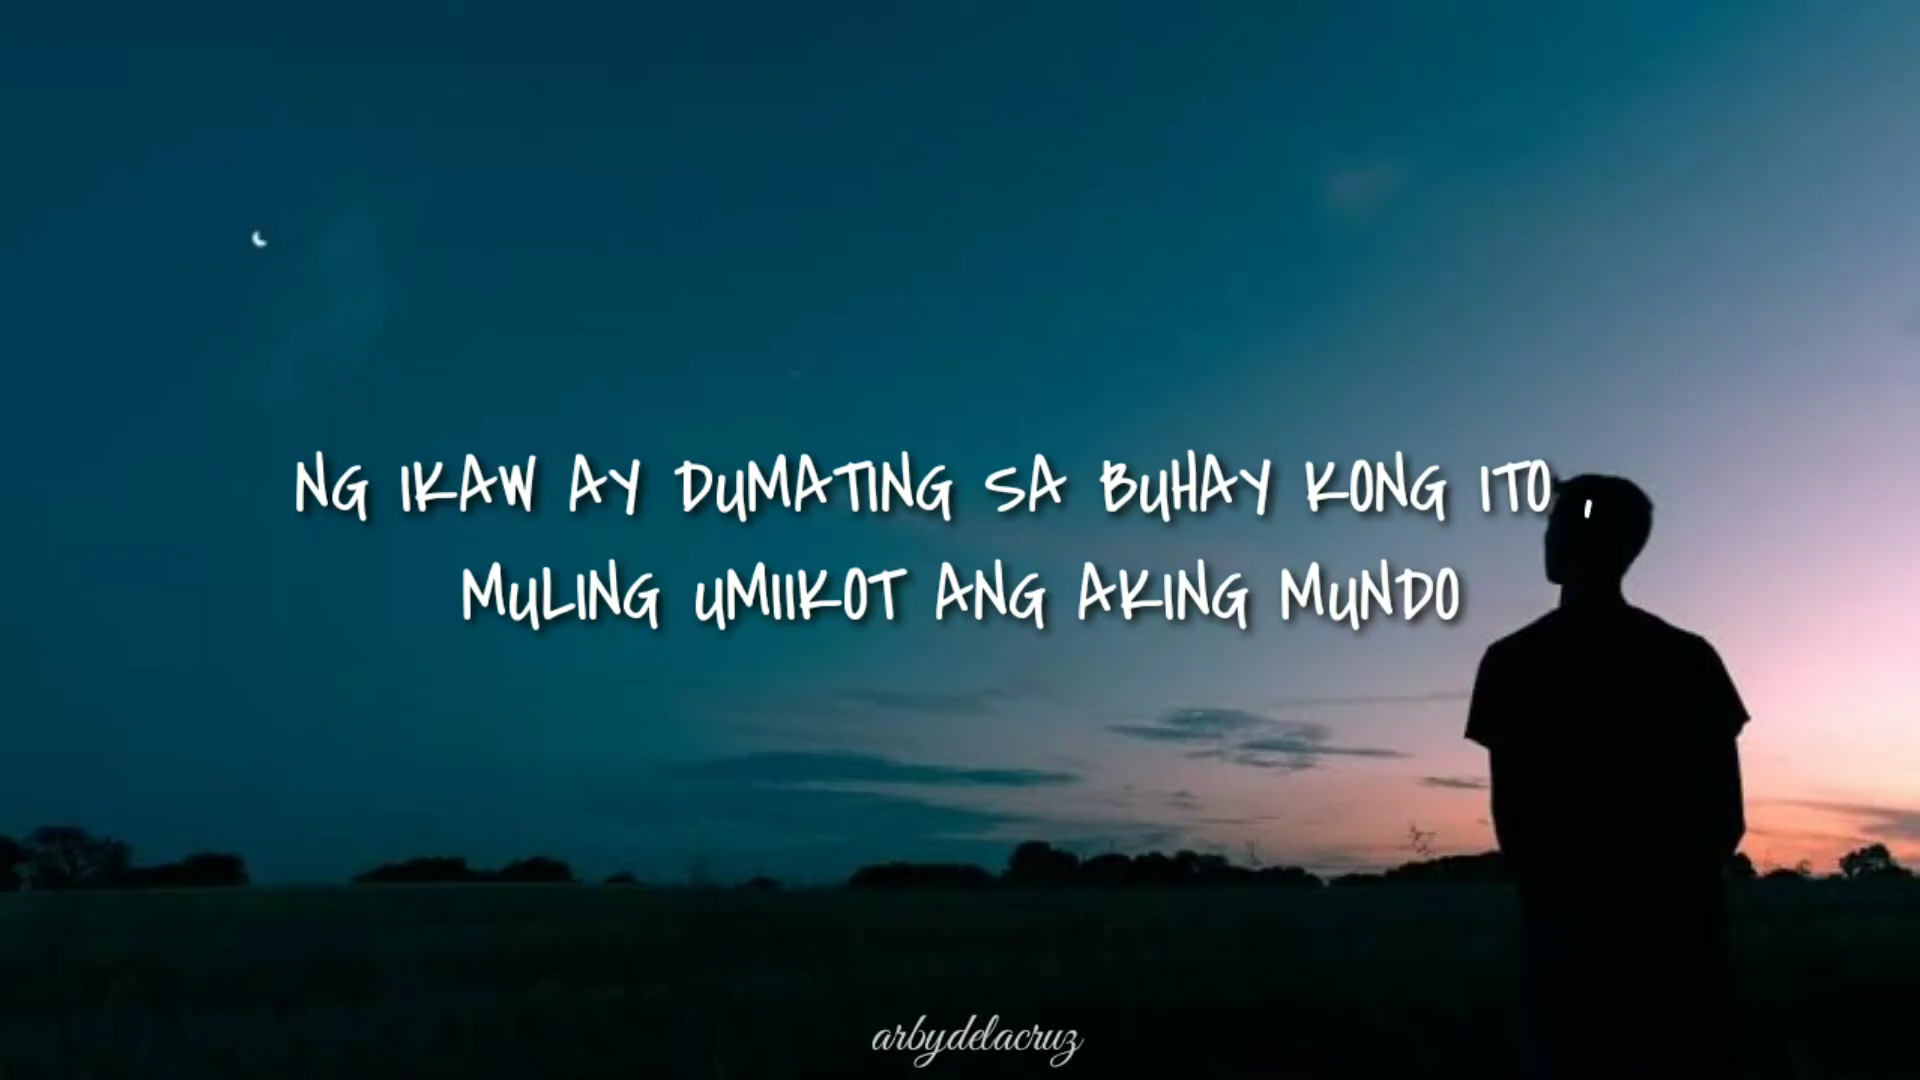 NG IKAW AY DUMATING SA BUHAY KONG ITO ,
MULING UMIIKOT ANG AKING MUNDO
arbydelacruz